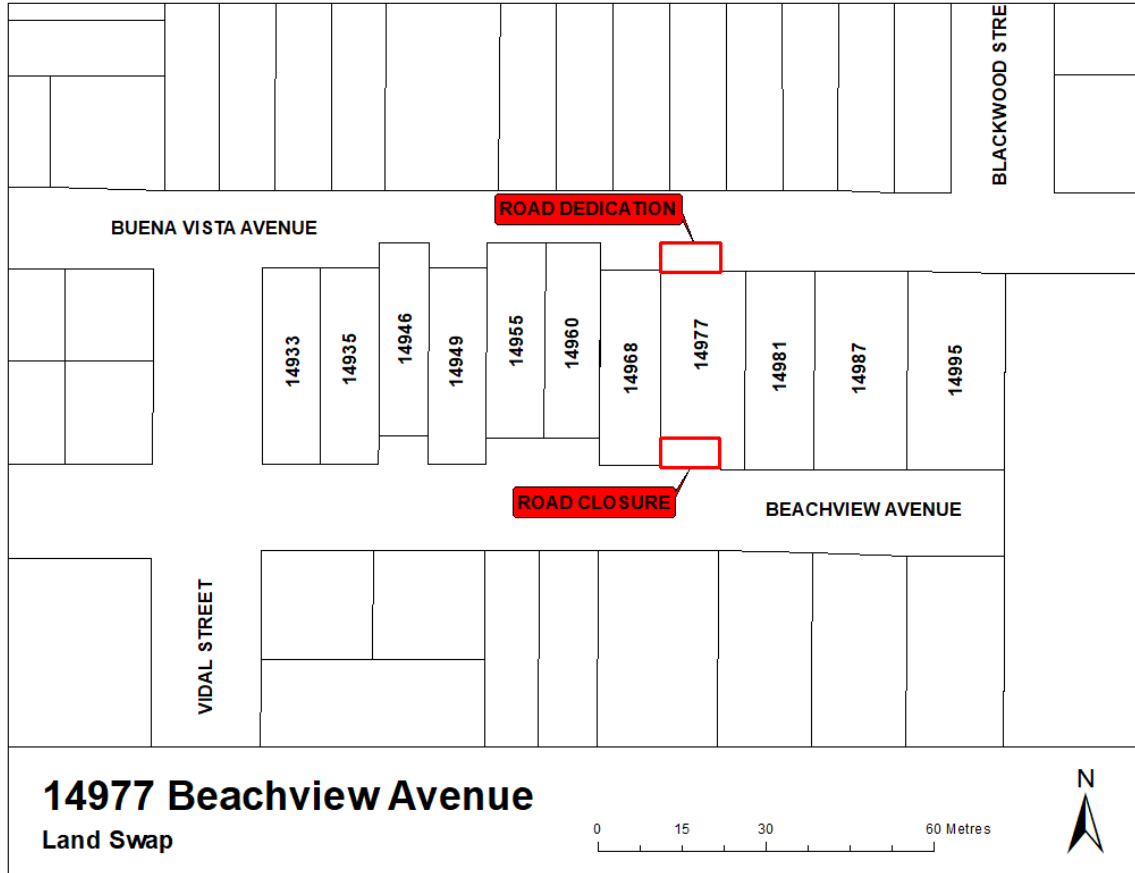 BLACKWOOD STRE
ROAD DEDICATION
BUENA VISTA AVENUE
14933
14935
14946
14949
14955
14960
14968
14977
14981
14987
14995
ROAD CLOSURE
BEACHVIEW AVENUE
VIDAL STREET
14977 Beachview Avenue
Land Swap
0 15 30 60 Metres
N